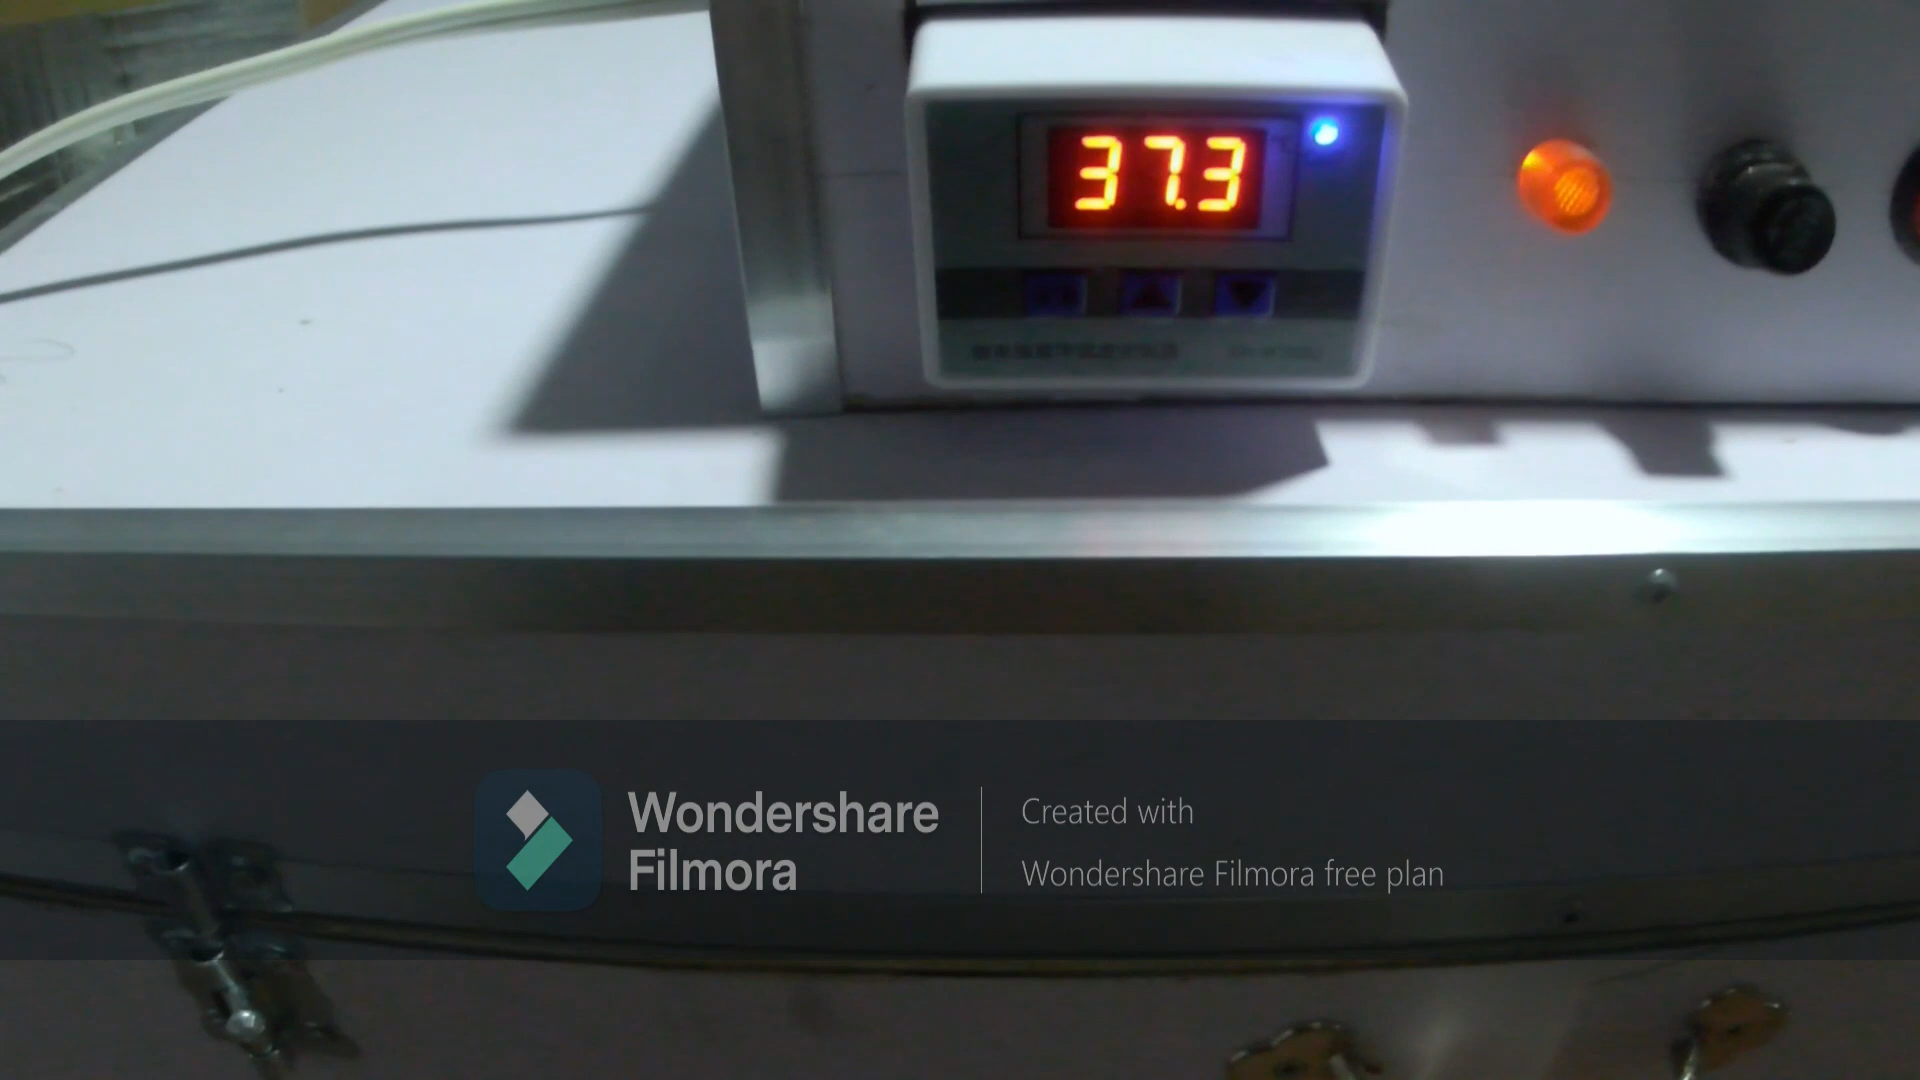 37.3
Wondershare
Filmora
Created with
Wondershare Filmora free plan